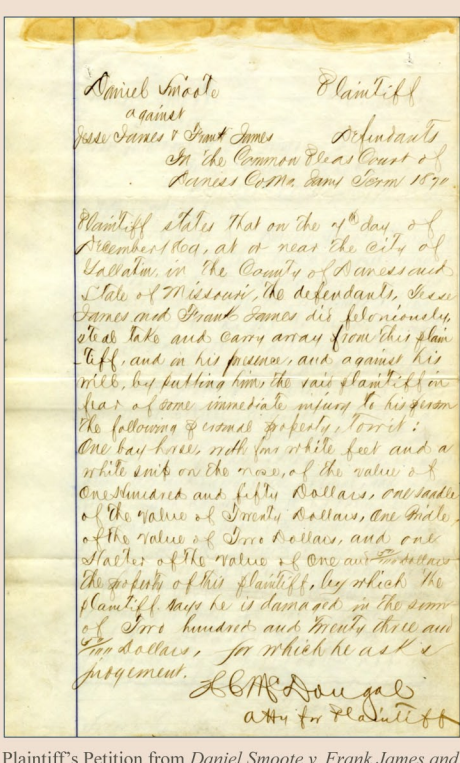 Daniel Smoote Plaintiff
against
Jesse James & Frank James Defendants
In the Common Pleas Court of
Daviess Co Mo. Term 1870.
Plaintiff states that on the 7th day of
December 1869, at or near the city of
Gallatin, in the County of Daviess and
State of Missouri, the defendants, Jesse
James and Frank James did feloniously,
steal take and carry array from this plain
tiff, and in his presence, and against his
will, by putting him, the said plaintiff in
fear of some immediate injury to his person
the following personal property, towit:
One bay horse, with four white feet and a
white snip on the nose, of the value of
One Hundred and fifty Dollars, one saddle
of the value of Twenty Dollars, One Bridle
of the value of Two Dollars, and one
Halter of the value of One and 50/100 Dollars
the property of this plaintiff, by which the
plaintiff says he is damaged in the sum
of Two hundred and twenty three and
50/100 Dollars, for which he asks
judgement.
H C McDougal
atty for Plaintiff
Plaintiff's Petition from Daniel Smoote v. Frank James and